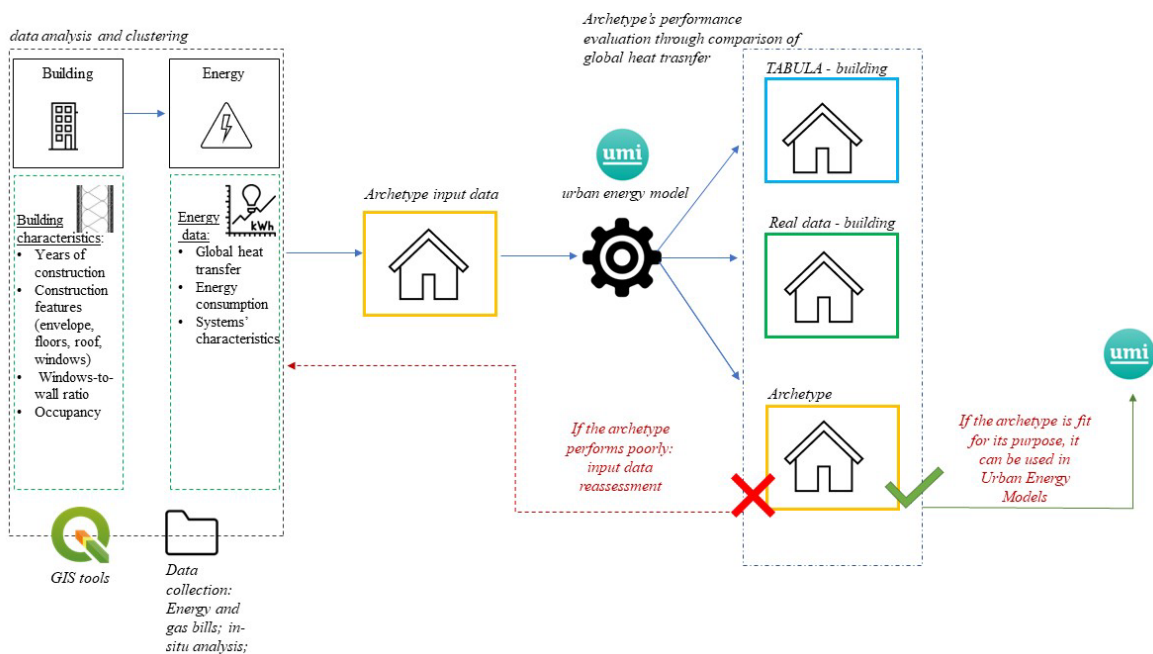 data analysis and clustering
Building
Energy
Building
characteristics:
• Years of
construction
• Construction
features
(envelope,
floors, roof,
windows)
• Windows-to-
wall ratio
• Occupancy
kWh
Energy
data:
• Global heat
transfer
• Energy
consumption
• Systems’
characteristics
GIS tools
Data
collection:
Energy and
gas bills; in-
situ analysis;
Archetype input data
umi
urban energy model
Archetype’s performance
evaluation through comparison of
global heat trasnfer
TABULA - building
Real data - building
Archetype
If the archetype
performs poorly:
input data
reassessment
If the archetype is fit
for its purpose, it
can be used in
Urban Energy
Models
umi